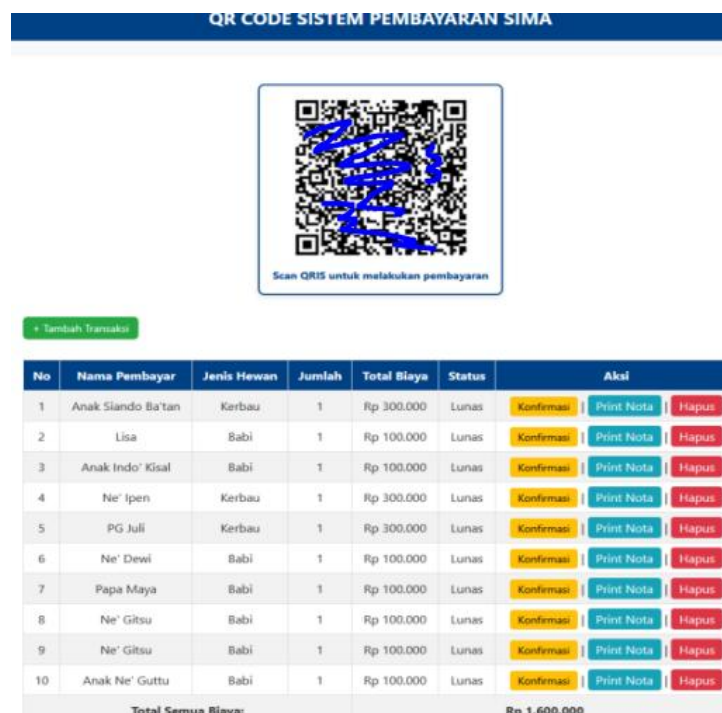 QR CODE SISTEM PEMBAYARAN SIMA
Scan QRIS untuk melakukan pembayaran
+ Tambah Transaksi
No Nama Pembayar Jenis Hewan Jumlah Total Biaya Status Aksi
1 Anak Siando Ba'tan Kerbau 1 Rp 300.000 Lunas Konfirmasi | Print Nota | Hapus
2 Lisa Babi 1 Rp 100.000 Lunas Konfirmasi | Print Nota | Hapus
3 Anak Indo' Kisal Babi 1 Rp 100.000 Lunas Konfirmasi | Print Nota | Hapus
4 Ne' Ipen Kerbau 1 Rp 300.000 Lunas Konfirmasi | Print Nota | Hapus
5 PG Juli Kerbau 1 Rp 300.000 Lunas Konfirmasi | Print Nota | Hapus
6 Ne' Dewi Babi 1 Rp 100.000 Lunas Konfirmasi | Print Nota | Hapus
7 Papa Maya Babi 1 Rp 100.000 Lunas Konfirmasi | Print Nota | Hapus
8 Ne' Gitsu Babi 1 Rp 100.000 Lunas Konfirmasi | Print Nota | Hapus
9 Ne' Gitsu Babi 1 Rp 100.000 Lunas Konfirmasi | Print Nota | Hapus
10 Anak Ne' Guttu Babi 1 Rp 100.000 Lunas Konfirmasi | Print Nota | Hapus
Total Semua Biaya: Rp 1.600.000